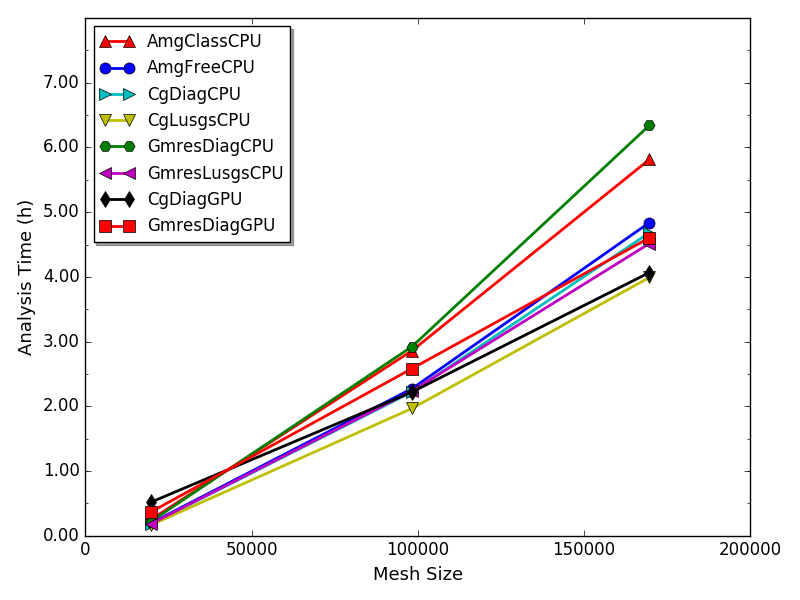 AmgClassCPU
AmgFreeCPU
CgDiagCPU
CgLusgsCPU
GmresDiagCPU
GmresLusgsCPU
CgDiagGPU
GmresDiagGPU
7.00
6.00
5.00
4.00
3.00
2.00
1.00
0.00
Analysis Time (h)
0 50000 100000 150000 200000
Mesh Size